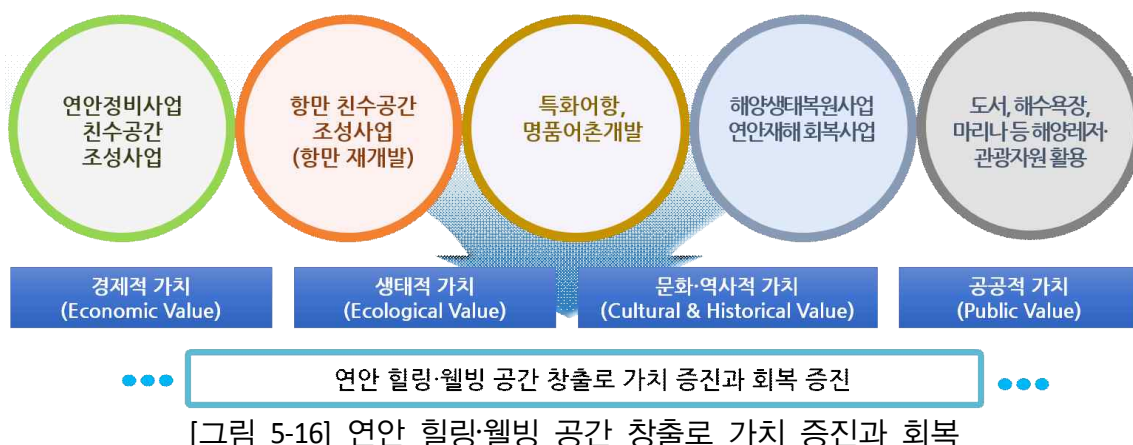 연안정비사업
친수공간
조성사업
항만 친수공간
조성사업
(항만 재개발)
특화어항,
명품어촌개발
해양생태복원사업
연안재해 회복사업
도서, 해수욕장,
마리나 등 해양레저·
관광자원 활용
경제적 가치
(Economic Value)
생태적 가치
(Ecological Value)
문화·역사적 가치
(Cultural & Historical Value)
공공적 가치
(Public Value)
연안 힐링·웰빙 공간 창출로 가치 증진과 회복 증진
[그림 5-16] 연안 힐링·웰빙 공간 창출로 가치 증진과 회복